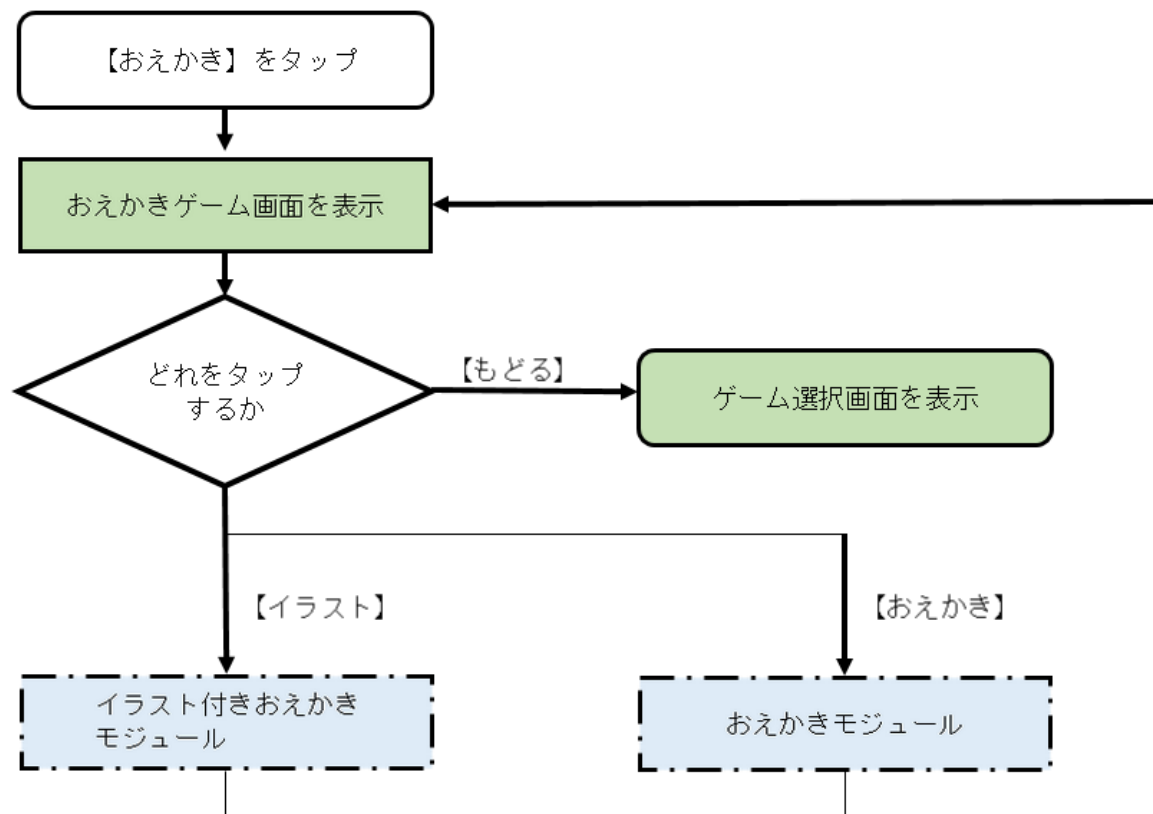 【おえかき】をタップ
おえかきゲーム画面を表示
どれをタップ
するか
【もどる】
ゲーム選択画面を表示
【イラスト】
【おえかき】
イラスト付きおえかき
モジュール
おえかきモジュール